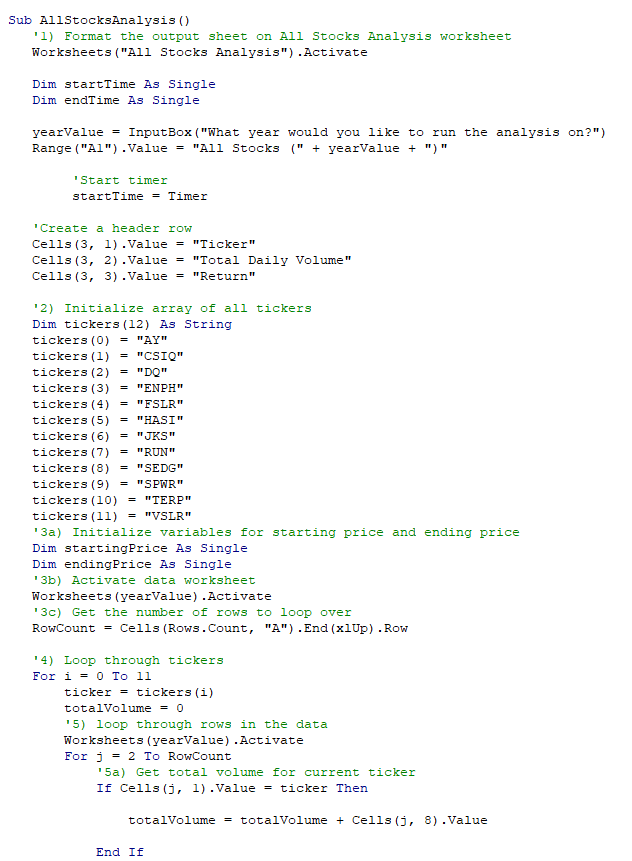 Sub AllStocksAnalysis()
'1) Format the output sheet on All Stocks Analysis worksheet
Worksheets("All Stocks Analysis").Activate
Dim startTime As Single
Dim endTime As Single
yearValue = InputBox("What year would you like to run the analysis on?")
Range("A1").Value = "All Stocks (" + yearValue + ")"
'Start timer
startTime = Timer
'Create a header row
Cells(3, 1).Value = "Ticker"
Cells(3, 2).Value = "Total Daily Volume"
Cells(3, 3).Value = "Return"
'2) Initialize array of all tickers
Dim tickers(12) As String
tickers(0) = "AY"
tickers(1) = "CSIQ"
tickers(2) = "DQ"
tickers(3) = "ENPH"
tickers(4) = "FSLR"
tickers(5) = "HASI"
tickers(6) = "JKS"
tickers(7) = "RUN"
tickers(8) = "SEDG"
tickers(9) = "SPWR"
tickers(10) = "TERP"
tickers(11) = "VSLR"
'3a) Initialize variables for starting price and ending price
Dim startingPrice As Single
Dim endingPrice As Single
'3b) Activate data worksheet
Worksheets(yearValue).Activate
'3c) Get the number of rows to loop over
RowCount = Cells(Rows.Count, "A").End(xlUp).Row
'4) Loop through tickers
For i = 0 To 11
ticker = tickers(i)
totalVolume = 0
'5) loop through rows in the data
Worksheets(yearValue).Activate
For j = 2 To RowCount
'5a) Get total volume for current ticker
If Cells(j, 1).Value = ticker Then
totalVolume = totalVolume + Cells(j, 8).Value
End If